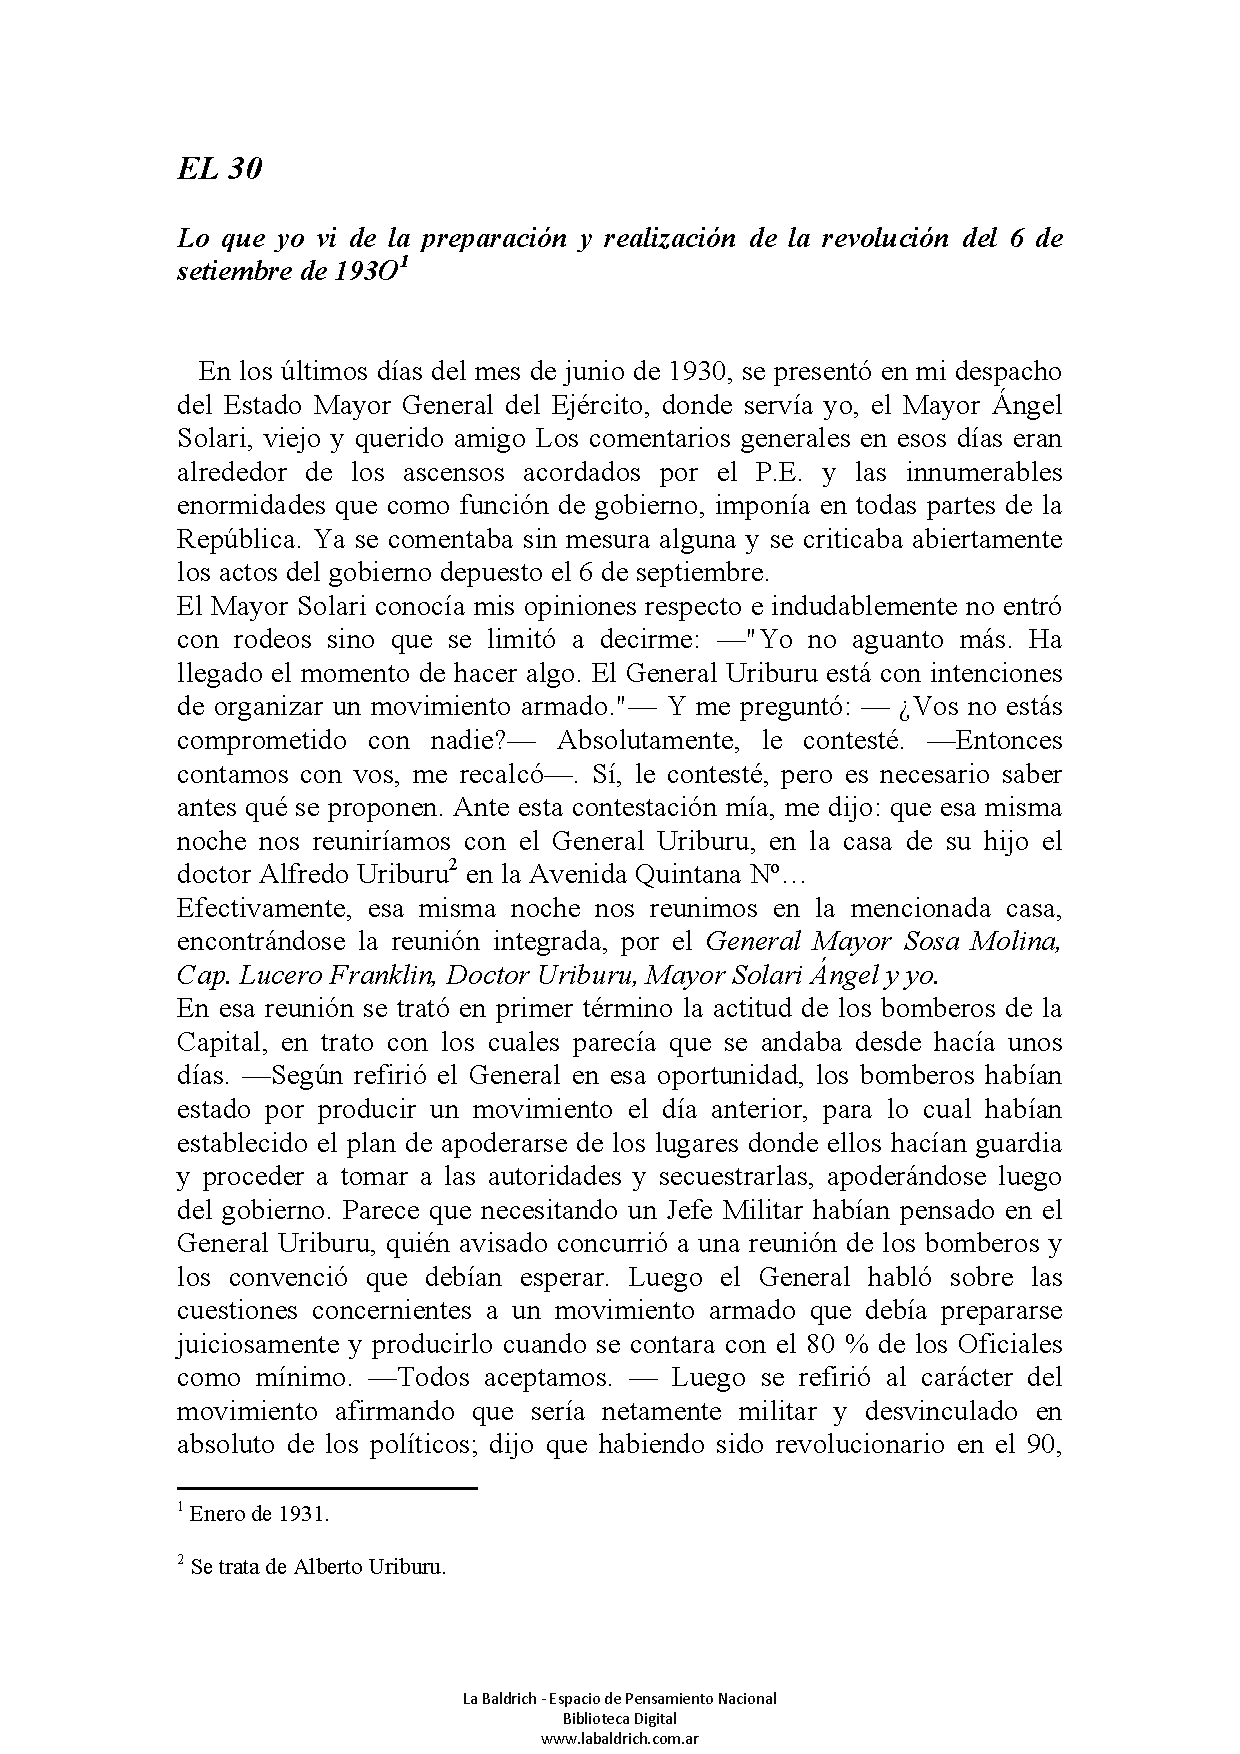 EL 30
Lo que yo vi de la preparación y realización de la revolución del 6 de
setiembre de 193O1
En los últimos días del mes de junio de 1930, se presentó en mi despacho
del Estado Mayor General del Ejército, donde servía yo, el Mayor Ángel
Solari, viejo y querido amigo Los comentarios generales en esos días eran
alrededor de los ascensos acordados por el P.E. y las innumerables
enormidades que como función de gobierno, imponía en todas partes de la
República. Ya se comentaba sin mesura alguna y se criticaba abiertamente
los actos del gobierno depuesto el 6 de septiembre.
El Mayor Solari conocía mis opiniones respecto e indudablemente no entró
con rodeos sino que se limitó a decirme: —"Yo no aguanto más. Ha
llegado el momento de hacer algo. El General Uriburu está con intenciones
de organizar un movimiento armado."— Y me preguntó: — ¿Vos no estás
comprometido con nadie?— Absolutamente, le contesté. —Entonces
contamos con vos, me recalcó—. Sí, le contesté, pero es necesario saber
antes qué se proponen. Ante esta contestación mía, me dijo: que esa misma
noche nos reuniríamos con el General Uriburu, en la casa de su hijo el
doctor Alfredo Uriburu2 en la Avenida Quintana Nº…
Efectivamente, esa misma noche nos reunimos en la mencionada casa,
encontrándose la reunión integrada, por el General Mayor Sosa Molina,
Cap. Lucero Franklin, Doctor Uriburu, Mayor Solari Ángel y yo.
En esa reunión se trató en primer término la actitud de los bomberos de la
Capital, en trato con los cuales parecía que se andaba desde hacía unos
días. —Según refirió el General en esa oportunidad, los bomberos habían
estado por producir un movimiento el día anterior, para lo cual habían
establecido el plan de apoderarse de los lugares donde ellos hacían guardia
y proceder a tomar a las autoridades y secuestrarlas, apoderándose luego
del gobierno. Parece que necesitando un Jefe Militar habían pensado en el
General Uriburu, quién avisado concurrió a una reunión de los bomberos y
los convenció que debían esperar. Luego el General habló sobre las
cuestiones concernientes a un movimiento armado que debía prepararse
juiciosamente y producirlo cuando se contara con el 80 % de los Oficiales
como mínimo. —Todos aceptamos. — Luego se refirió al carácter del
movimiento afirmando que sería netamente militar y desvinculado en
absoluto de los políticos; dijo que habiendo sido revolucionario en el 90,
1 Enero de 1931.
2 Se trata de Alberto Uriburu.
La Baldrich - Espacio de Pensamiento Nacional
Biblioteca Digital
www.labaldrich.com.ar